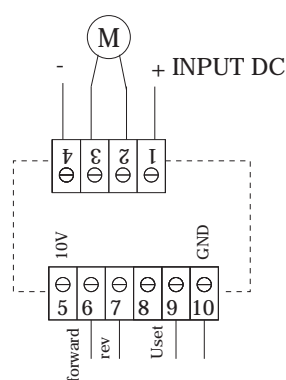 M
- + INPUT DC
4 3 2 1
10V GND
5 6 7 8 9 10
forward rev Uset